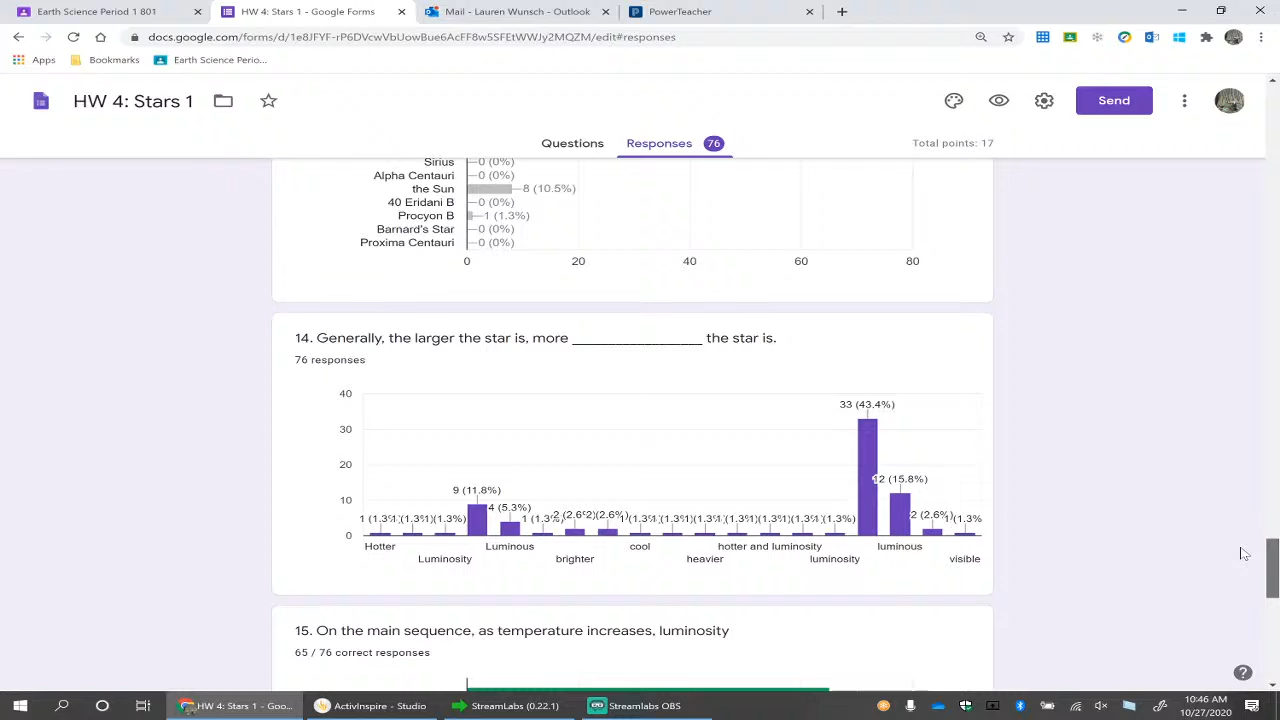 Earth Science Period 1 801
HW 4: Stars 1 - Google Forms
Mail - Lauren Wunsch - Outlook
PowerTeacher
docs.google.com/forms/d/1e8JFYF-rP6DVcwVbUowBue6AcFF8w5SFEtWWJy2MQZM/edit#responses
Apps
Bookmarks
Earth Science Perio...
HW 4: Stars 1
Send
Questions
Responses 76
Total points: 17
Sirius 0 (0%)
Alpha Centauri 0 (0%)
the Sun 8 (10.5%)
40 Eridani B 0 (0%)
Procyon B 1 (1.3%)
Barnard's Star 0 (0%)
Proxima Centauri 0 (0%)
0 20 40 60 80
14. Generally, the larger the star is, more __________________ the star is.
76 responses
40
33 (43.4%)
30
20
12 (15.8%)
9 (11.8%)
10
4 (5.3%)
0
Hotter Luminous cool hotter and luminosity luminous
Luminosity brighter heavier luminosity visible
15. On the main sequence, as temperature increases, luminosity
65 / 76 correct responses
HW 4: Stars 1 - Goo...
ActivInspire - Studio
StreamLabs (0.22.1)
Streamlabs OBS
10:46 AM
10/27/2020